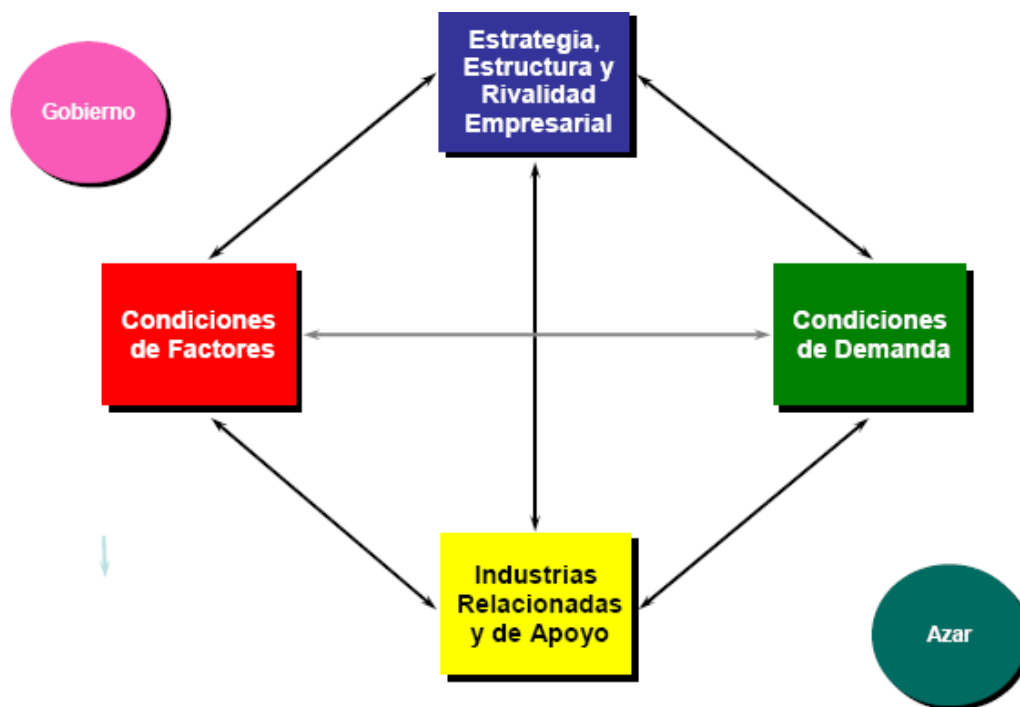 Estrategia,
Estructura y
Rivalidad
Empresarial
Gobierno
Condiciones
de Factores
Condiciones
de Demanda
Industrias
Relacionadas
y de Apoyo
Azar